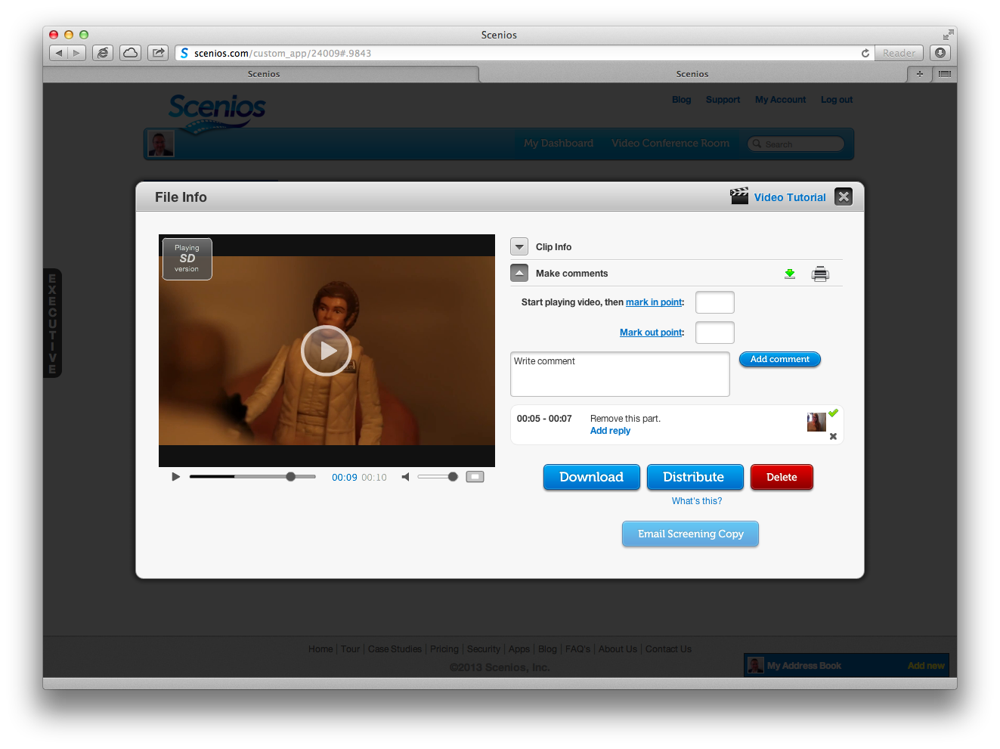 Scenios
scenios.com/custom_app/24009#.9843
Reader
Scenios
Scenios
Scenios
Blog Support My Account Log out
My Dashboard Video Conference Room Search
File Info
Video Tutorial
EXECUTIVE
Playing
SD
version
00:09 00:10
Clip Info
Make comments
Start playing video, then mark in point:
Mark out point:
Write comment
Add comment
00:05 - 00:07 Remove this part.
Add reply
Download Distribute Delete
What's this?
Email Screening Copy
Home | Tour | Case Studies | Pricing | Security | Apps | Blog | FAQ's | About Us | Contact Us
©2013 Scenios, Inc.
My Address Book Add new